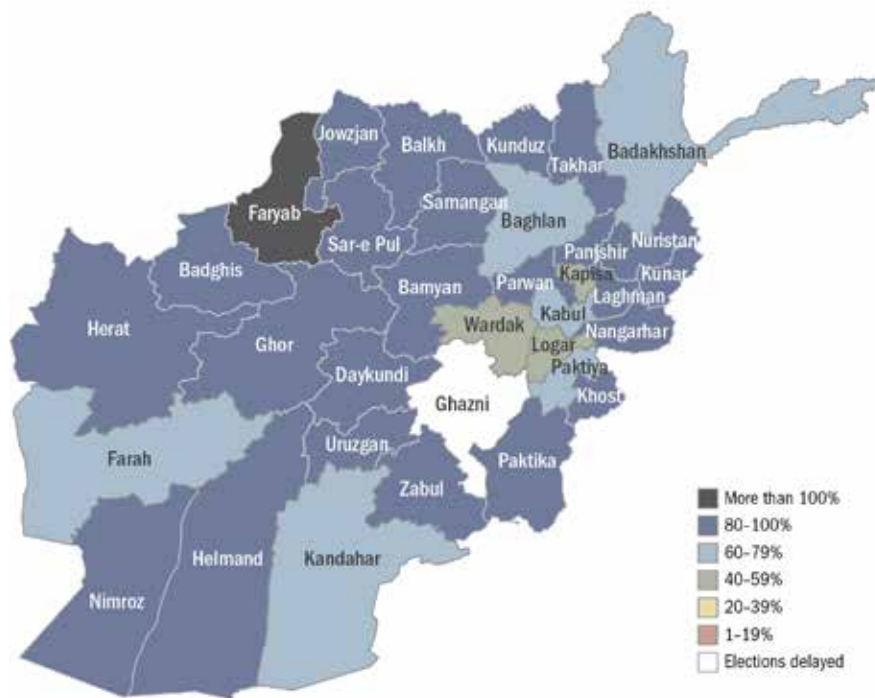 Jowzjan
Balkh
Kunduz
Takhar
Badakhshan
Faryab
Samangan
Baghlan
Sar-e Pul
Badghis
Panjshir
Nuristan
Kapisa
Kunar
Bamyan
Parwan
Laghman
Herat
Ghor
Wardak
Kabul
Nangarhar
Logar
Paktiya
Daykundi
Ghazni
Khost
Uruzgan
Farah
Zabul
Paktika
Helmand
Kandahar
Nimroz
More than 100%
80-100%
60-79%
40-59%
20-39%
1-19%
Elections delayed